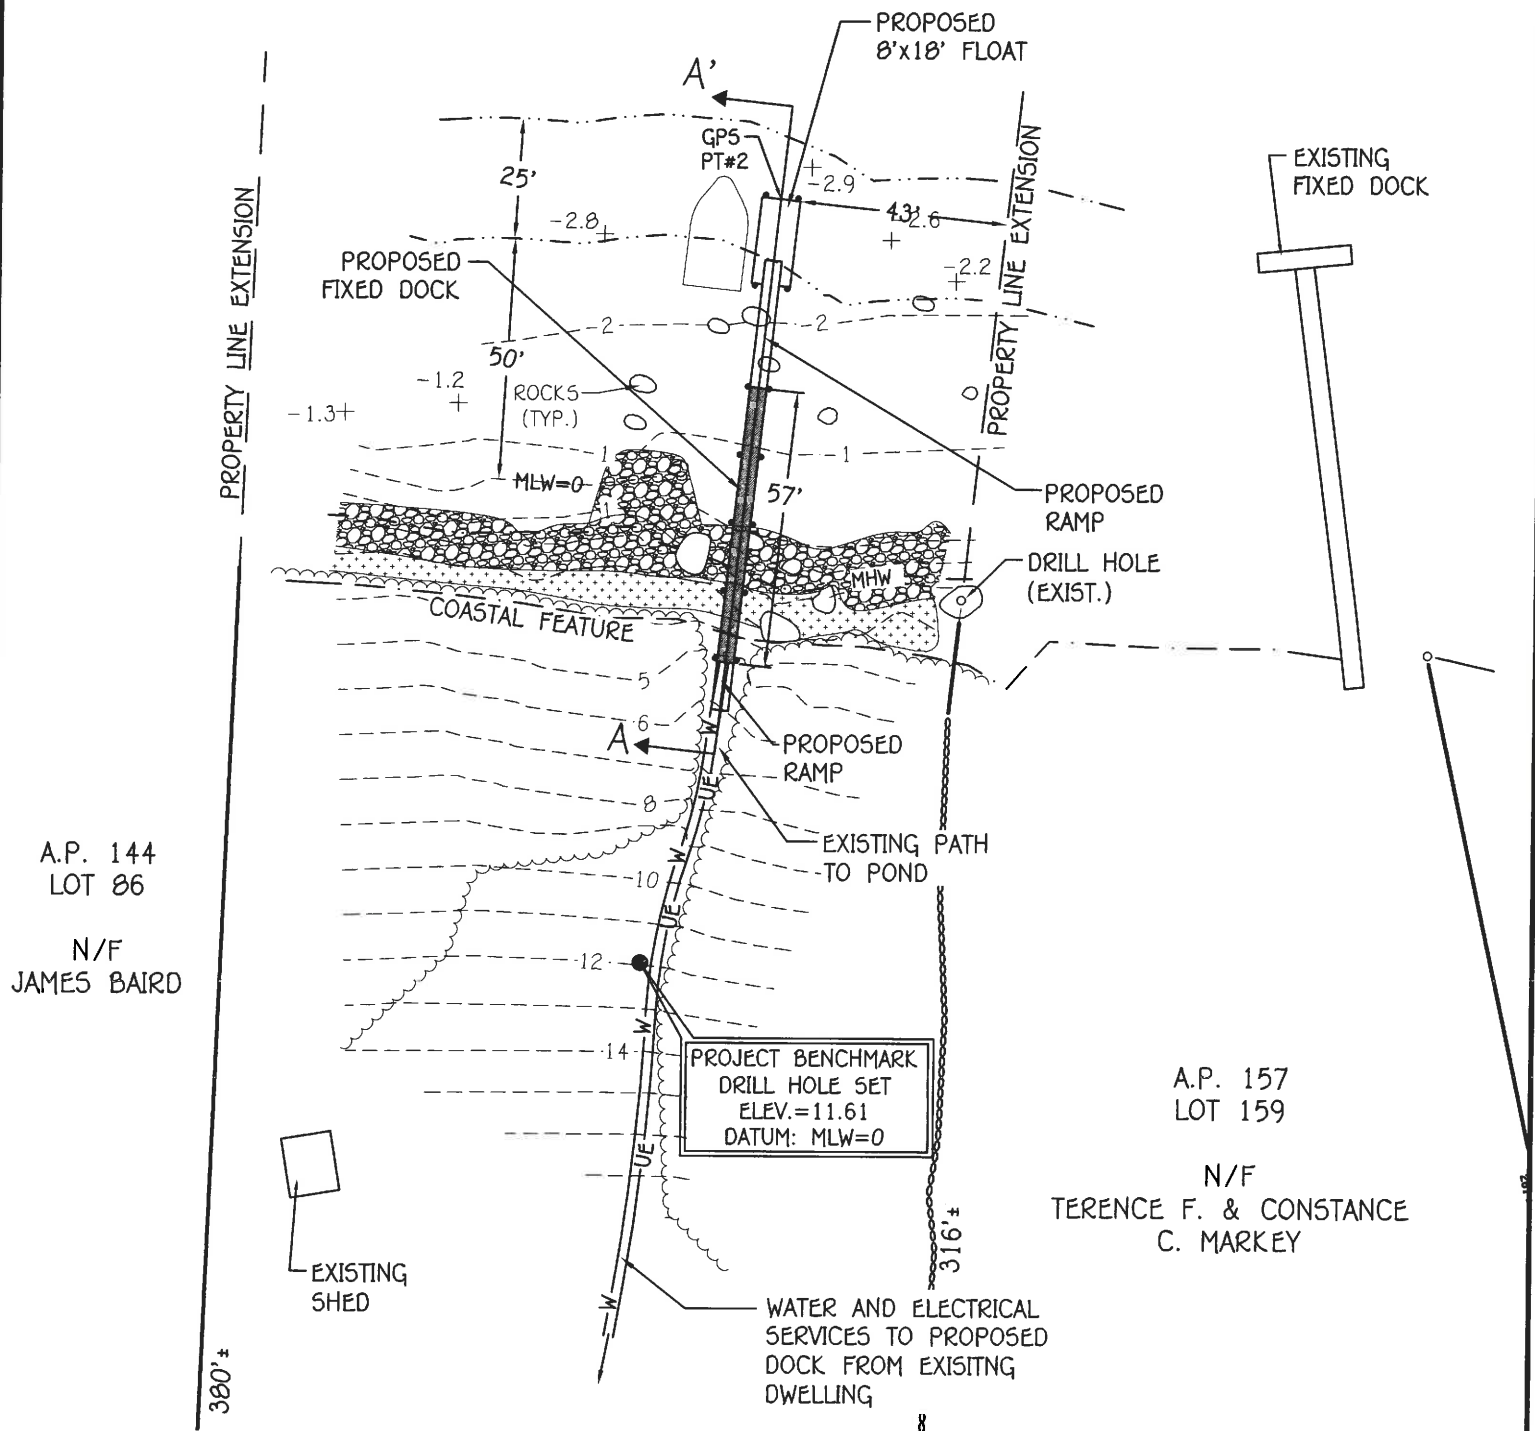 PROPOSED
8'x18' FLOAT
A'
GPS
PT#2
-2.9
25'
43'
-2.6
-2.8
-2.2
EXISTING
FIXED DOCK
PROPERTY LINE EXTENSION
PROPERTY LINE EXTENSION
PROPOSED
FIXED DOCK
-2
-2
50'
-1.2
-1.3
ROCKS
(TYP.)
1
1
MLW=0
57'
1
PROPOSED
RAMP
DRILL HOLE
(EXIST.)
MHW
COASTAL FEATURE
5
6
A
W
PROPOSED
RAMP
UE
8
EXISTING PATH
TO POND
W
10
UE
A.P. 144
LOT 86
N/F
JAMES BAIRD
12
W
14
PROJECT BENCHMARK
DRILL HOLE SET
ELEV.=11.61
DATUM: MLW=0
UE
A.P. 157
LOT 159
N/F
TERENCE F. & CONSTANCE
C. MARKEY
316'±
EXISTING
SHED
W
WATER AND ELECTRICAL
SERVICES TO PROPOSED
DOCK FROM EXISITNG
DWELLING
380'±